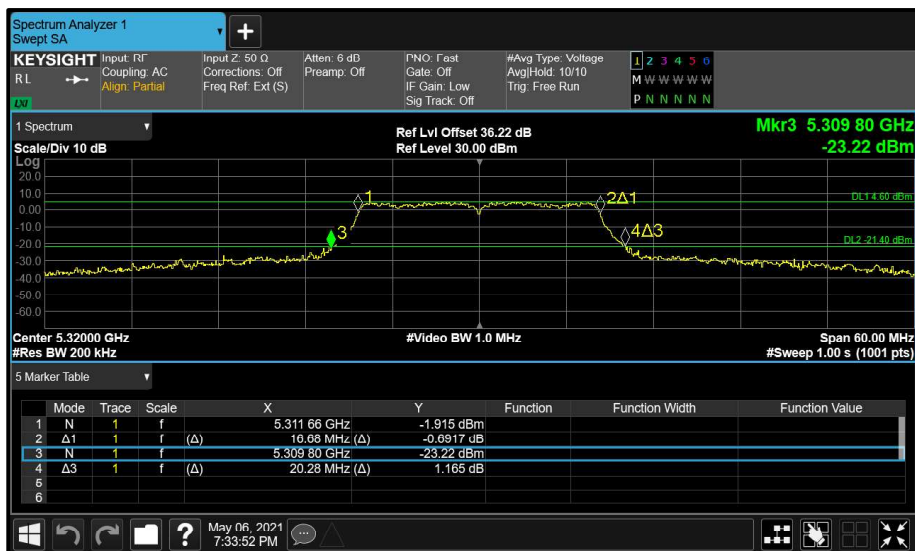 Spectrum Analyzer 1
Swept SA
KEYSIGHT
RL
LXI
Input: RF
Coupling: AC
Align: Partial
Input Z: 50 Ω
Corrections: Off
Freq Ref: Ext (S)
Atten: 6 dB
Preamp: Off
PNO: Fast
Gate: Off
IF Gain: Low
Sig Track: Off
#Avg Type: Voltage
Avg|Hold: 10/10
Trig: Free Run
1 2 3 4 5 6
M W W W W W
P N N N N N
1 Spectrum
Scale/Div 10 dB
Ref Lvl Offset 36.22 dB
Ref Level 30.00 dBm
Mkr3 5.309 80 GHz
-23.22 dBm
Log
20.0
10.0
0.00
-10.0
-20.0
-30.0
-40.0
-50.0
-60.0
1
2Δ1
3
4Δ3
DL1 4.60 dBm
DL2 -21.40 dBm
Center 5.32000 GHz
#Video BW 1.0 MHz
Span 60.00 MHz
#Res BW 200 kHz
#Sweep 1.00 s (1001 pts)
5 Marker Table
Mode Trace Scale X Y Function Function Width Function Value
1 N 1 f 5.311 66 GHz -1.915 dBm
2 Δ1 1 f (Δ) 16.68 MHz (Δ) -0.6917 dB
3 N 1 f 5.309 80 GHz -23.22 dBm
4 Δ3 1 f (Δ) 20.28 MHz (Δ) 1.165 dB
5
6
?
May 06, 2021
7:33:52 PM